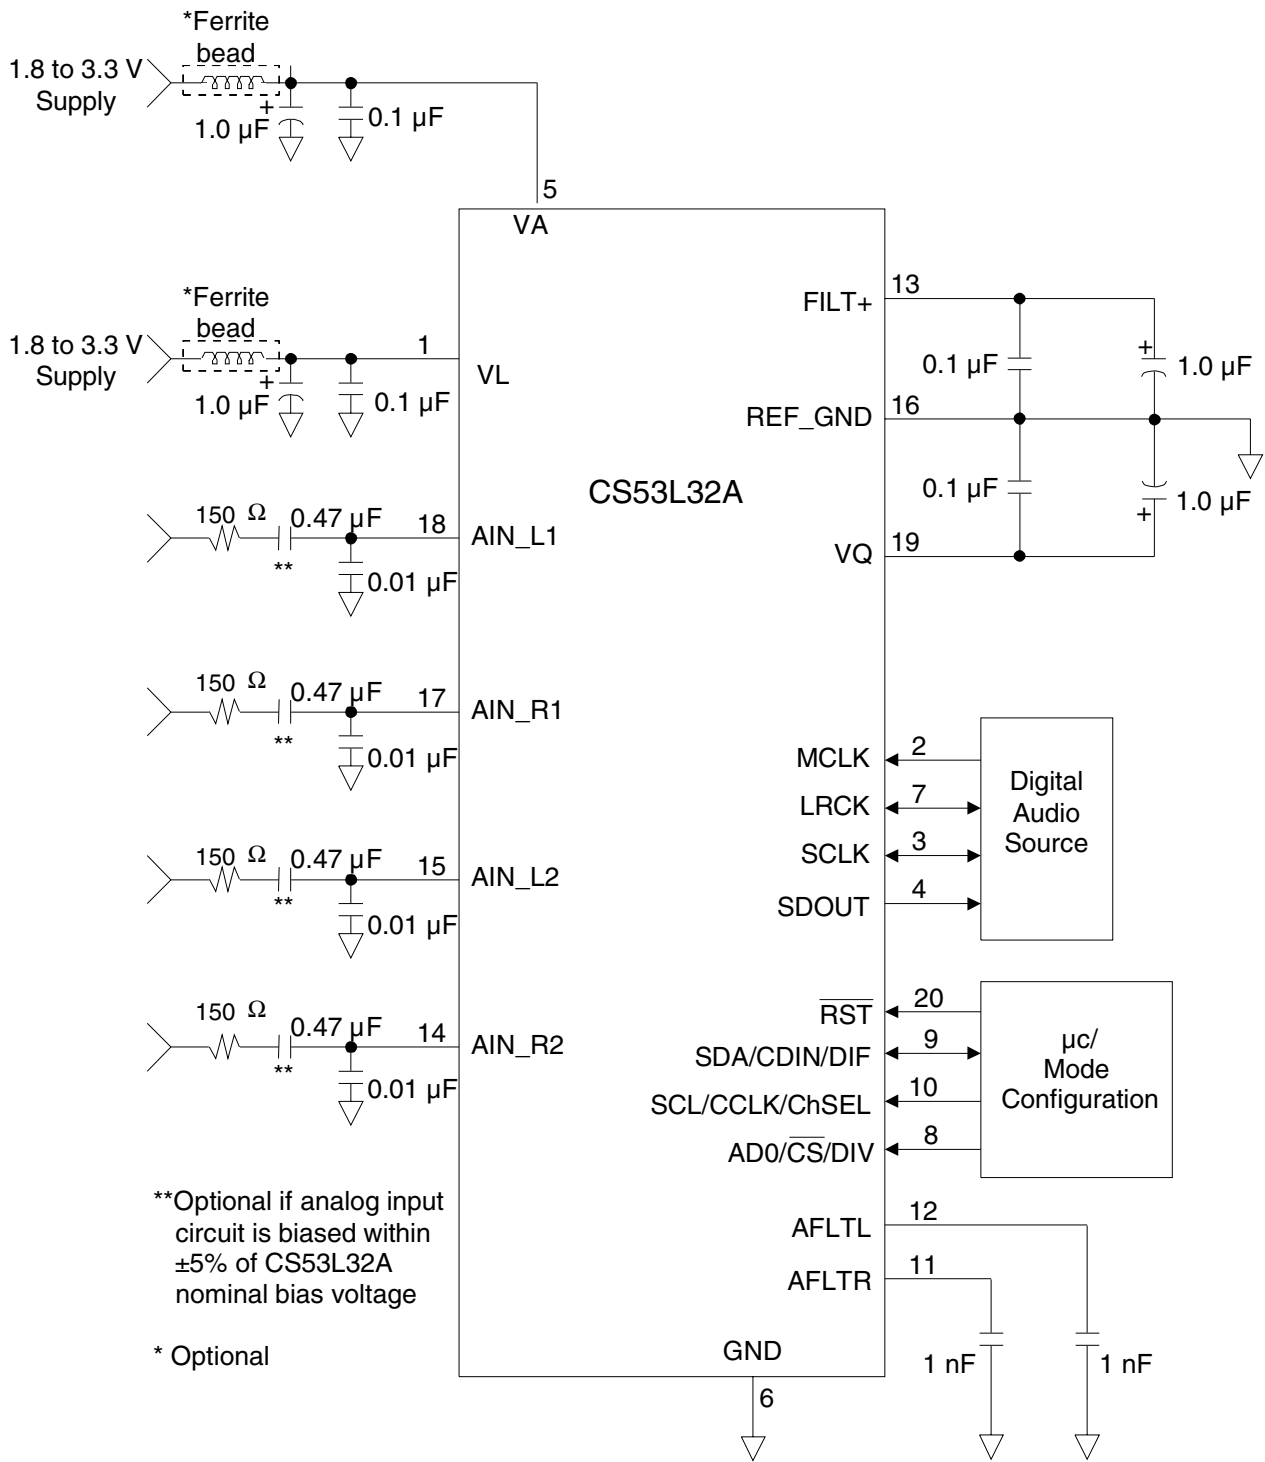 *Ferrite
bead
1.8 to 3.3 V
Supply
+
1.0 µF
0.1 µF
5
VA
*Ferrite
bead
1.8 to 3.3 V
Supply
+
1.0 µF
0.1 µF
1
VL
13
FILT+
0.1 µF
+
1.0 µF
16
REF_GND
CS53L32A
0.1 µF
+
1.0 µF
19
VQ
150 Ω
0.47 µF
**
18
AIN_L1
0.01 µF
150 Ω
0.47 µF
**
17
AIN_R1
0.01 µF
150 Ω
0.47 µF
**
15
AIN_L2
0.01 µF
150 Ω
0.47 µF
**
14
AIN_R2
0.01 µF
MCLK
2
LRCK
7
SCLK
3
SDOUT
4
Digital
Audio
Source
RST
20
SDA/CDIN/DIF
9
SCL/CCLK/ChSEL
10
AD0/CS/DIV
8
µc/
Mode
Configuration
AFLTL
12
AFLTR
11
1 nF
1 nF
GND
6
**Optional if analog input
circuit is biased within
±5% of CS53L32A
nominal bias voltage
* Optional